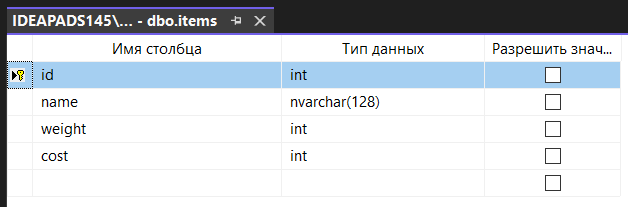 IDEAPADS145\... - dbo.items
Имя столбца Тип данных Разрешить знач...
id int
name nvarchar(128)
weight int
cost int